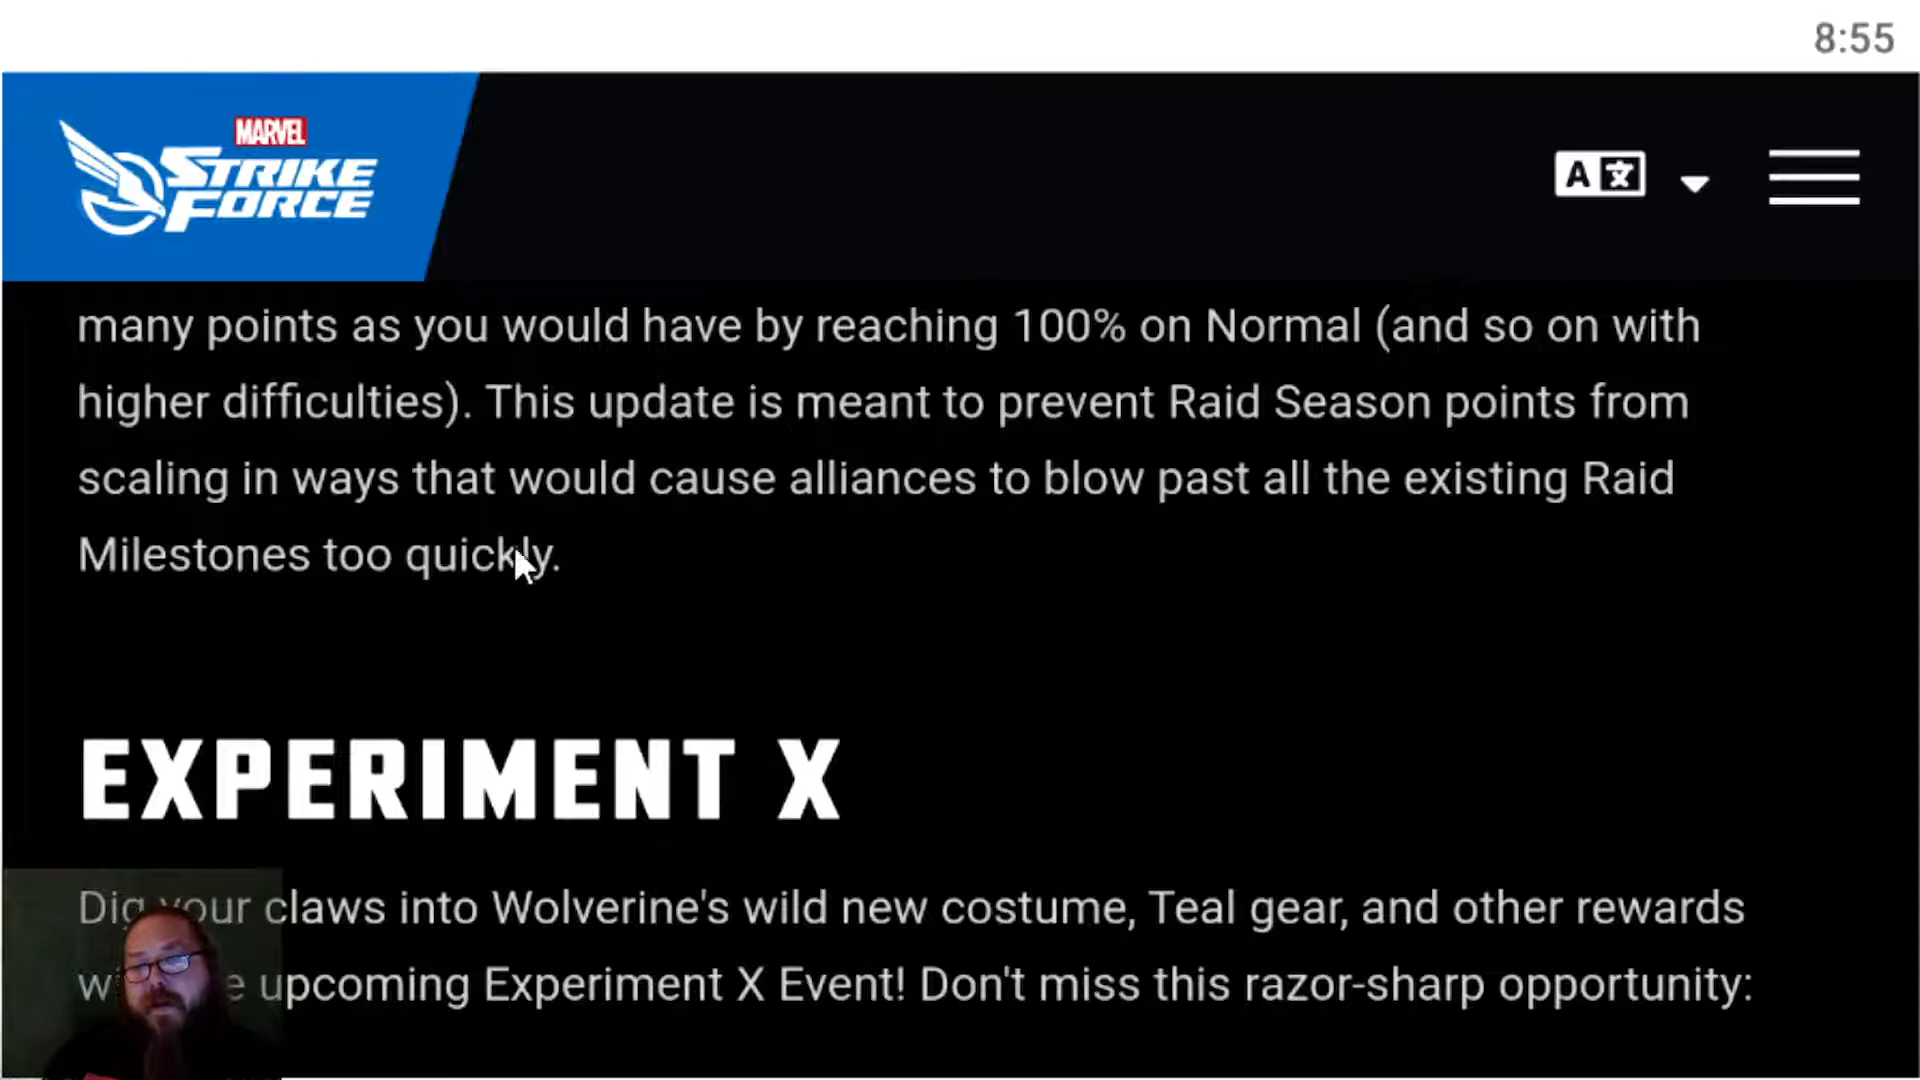 8:55
MARVEL
STRIKE
FORCE
A 文
many points as you would have by reaching 100% on Normal (and so on with
higher difficulties). This update is meant to prevent Raid Season points from
scaling in ways that would cause alliances to blow past all the existing Raid
Milestones too quickly.
EXPERIMENT X
Dig your claws into Wolverine's wild new costume, Teal gear, and other rewards
upcoming Experiment X Event! Don't miss this razor-sharp opportunity: